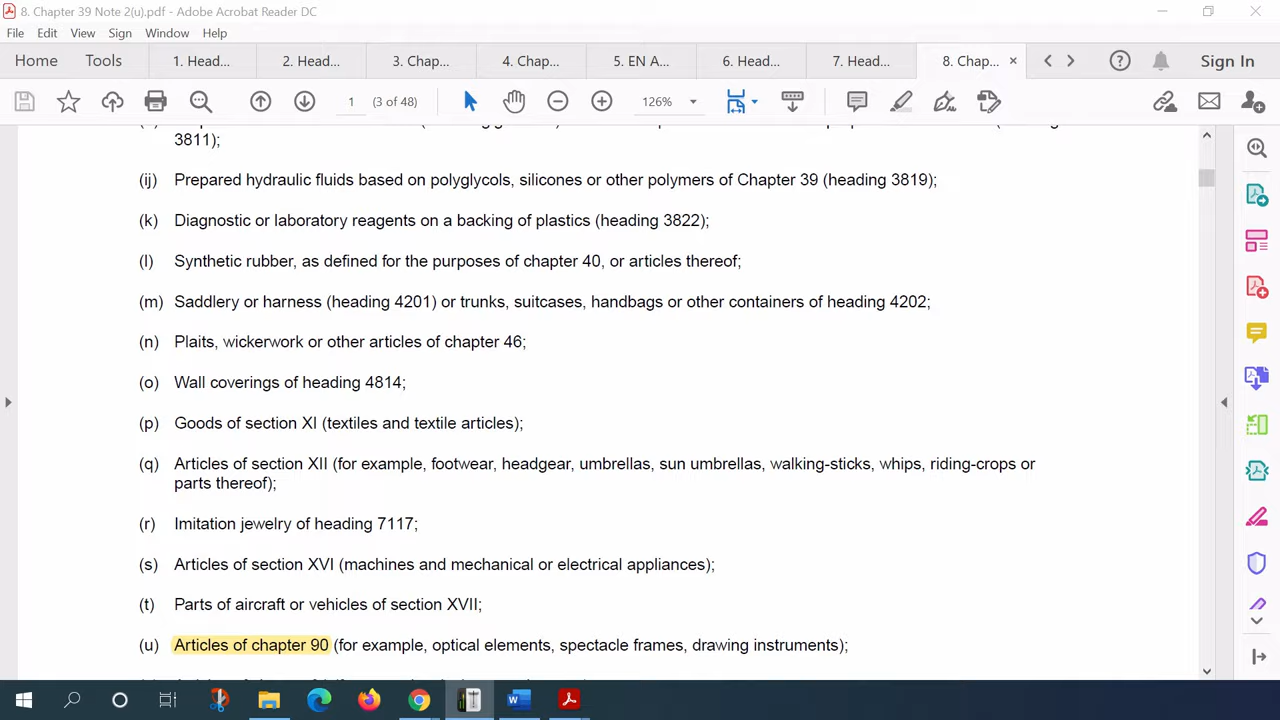 8. Chapter 39 Note 2(u).pdf - Adobe Acrobat Reader DC
File Edit View Sign Window Help
Home Tools 1. Head... 2. Head... 3. Chap... 4. Chap... 5. EN A... 6. Head... 7. Head... 8. Chap... Sign In
1 (3 of 48) 126%
3811);
(ij) Prepared hydraulic fluids based on polyglycols, silicones or other polymers of Chapter 39 (heading 3819);
(k) Diagnostic or laboratory reagents on a backing of plastics (heading 3822);
(l) Synthetic rubber, as defined for the purposes of chapter 40, or articles thereof;
(m) Saddlery or harness (heading 4201) or trunks, suitcases, handbags or other containers of heading 4202;
(n) Plaits, wickerwork or other articles of chapter 46;
(o) Wall coverings of heading 4814;
(p) Goods of section XI (textiles and textile articles);
(q) Articles of section XII (for example, footwear, headgear, umbrellas, sun umbrellas, walking-sticks, whips, riding-crops or
parts thereof);
(r) Imitation jewelry of heading 7117;
(s) Articles of section XVI (machines and mechanical or electrical appliances);
(t) Parts of aircraft or vehicles of section XVII;
(u) Articles of chapter 90 (for example, optical elements, spectacle frames, drawing instruments);